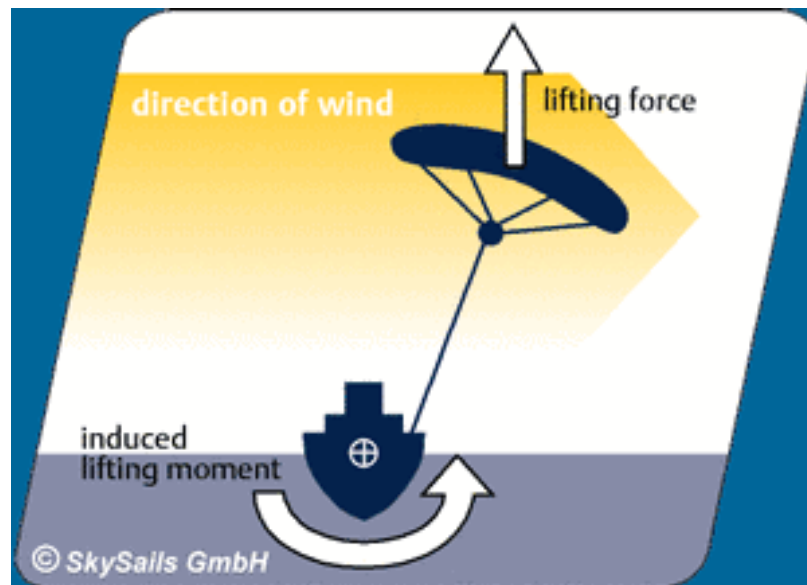 direction of wind
lifting force
induced
lifting moment
© SkySails GmbH